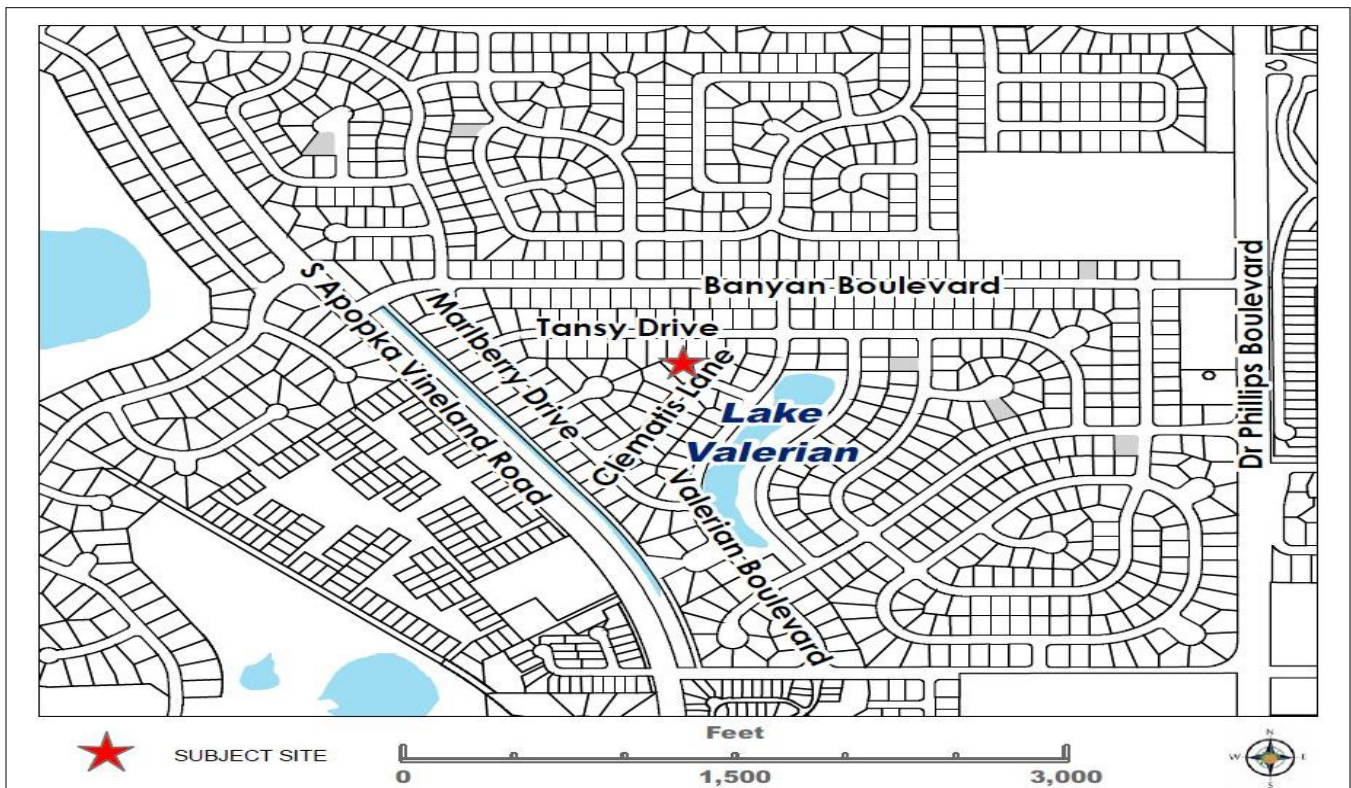 Banyan Boulevard
S Apopka Vineland Road
Marlberry Drive
Tansy Drive
Clematis Lane
Lake
Valerian
Valerian Boulevard
Dr Phillips Boulevard
SUBJECT SITE
Feet
0 1,500 3,000
N
W E
S